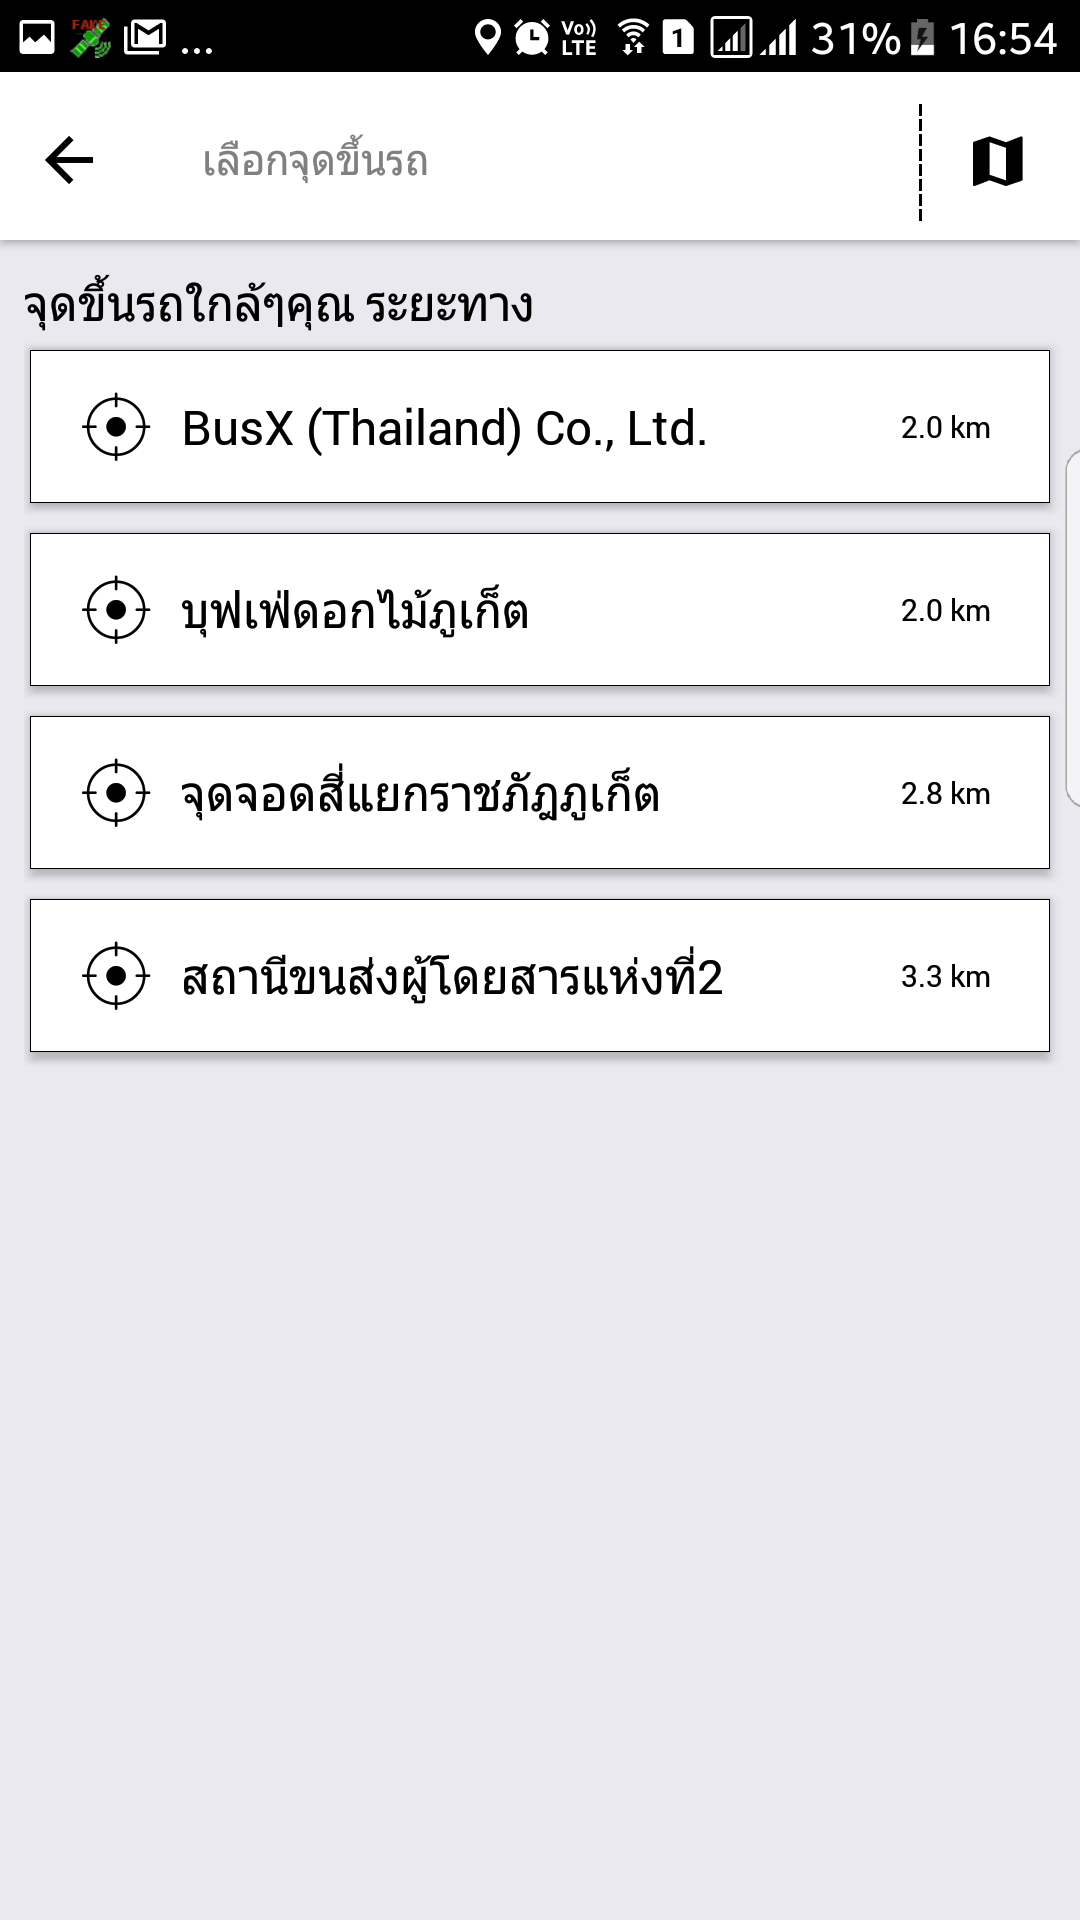 FAKE
...
Vo))
LTE
1
31%
16:54
เลือกจุดขึ้นรถ
จุดขึ้นรถใกล้ๆคุณ ระยะทาง
BusX (Thailand) Co., Ltd.
2.0 km
บุฟเฟ่ดอกไม้ภูเก็ต
2.0 km
จุดจอดสี่แยกราชภัฎภูเก็ต
2.8 km
สถานีขนส่งผู้โดยสารแห่งที่2
3.3 km